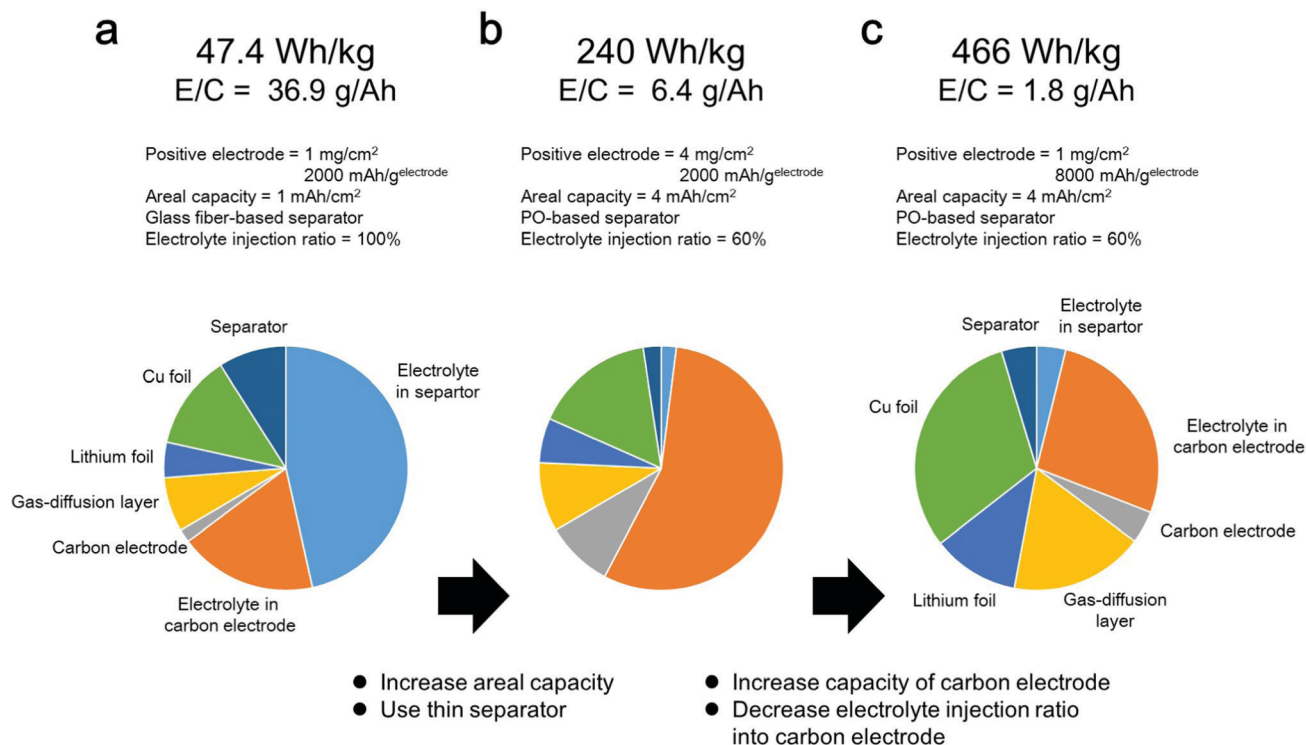 a
47.4 Wh/kg
E/C = 36.9 g/Ah
Positive electrode = 1 mg/cm²
2000 mAh/g^electrode
Areal capacity = 1 mAh/cm²
Glass fiber-based separator
Electrolyte injection ratio = 100%
Separator
Electrolyte
in separtor
Cu foil
Lithium foil
Gas-diffusion layer
Carbon electrode
Electrolyte in
carbon electrode
b
240 Wh/kg
E/C = 6.4 g/Ah
Positive electrode = 4 mg/cm²
2000 mAh/g^electrode
Areal capacity = 4 mAh/cm²
PO-based separator
Electrolyte injection ratio = 60%
c
466 Wh/kg
E/C = 1.8 g/Ah
Positive electrode = 1 mg/cm²
8000 mAh/g^electrode
Areal capacity = 4 mAh/cm²
PO-based separator
Electrolyte injection ratio = 60%
Separator
Electrolyte
in separtor
Cu foil
Electrolyte in
carbon electrode
Carbon electrode
Lithium foil
Gas-diffusion
layer
● Increase areal capacity
● Use thin separator
● Increase capacity of carbon electrode
● Decrease electrolyte injection ratio
into carbon electrode